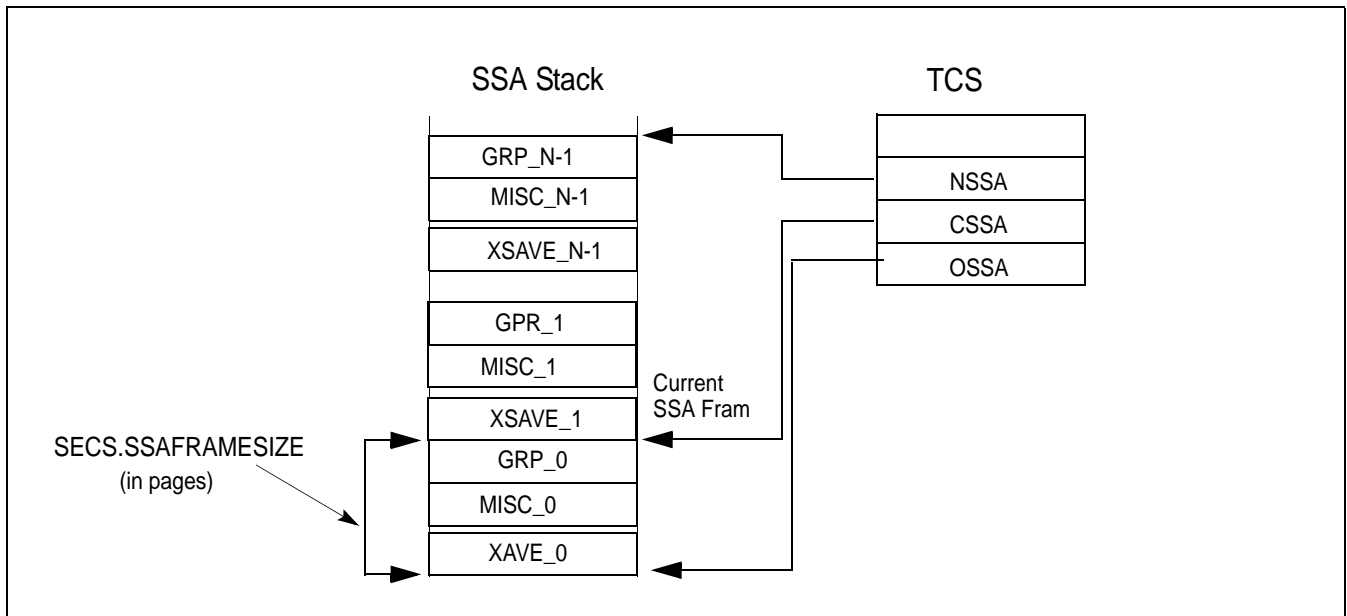 SSA Stack
TCS
GRP_N-1
MISC_N-1
XSAVE_N-1
GPR_1
MISC_1
XSAVE_1
GRP_0
MISC_0
XAVE_0
NSSA
CSSA
OSSA
Current
SSA Fram
SECS.SSAFRAMESIZE
(in pages)